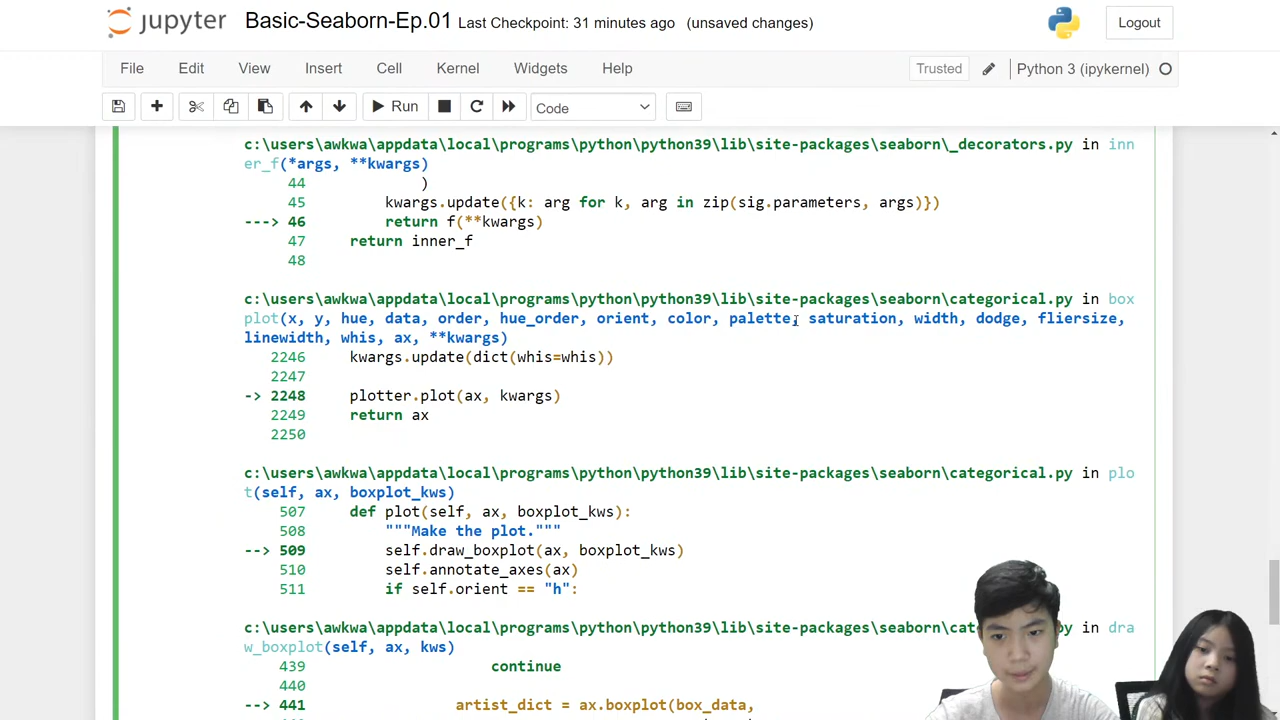 jupyter Basic-Seaborn-Ep.01 Last Checkpoint: 31 minutes ago (unsaved changes) Logout
File Edit View Insert Cell Kernel Widgets Help Trusted Python 3 (ipykernel)
Run Code
c:\users\awkwa\appdata\local\programs\python\python39\lib\site-packages\seaborn\_decorators.py in inn
er_f(*args, **kwargs)
44 )
45 kwargs.update({k: arg for k, arg in zip(sig.parameters, args)})
---> 46 return f(**kwargs)
47 return inner_f
48
c:\users\awkwa\appdata\local\programs\python\python39\lib\site-packages\seaborn\categorical.py in box
plot(x, y, hue, data, order, hue_order, orient, color, palette, saturation, width, dodge, fliersize,
linewidth, whis, ax, **kwargs)
2246 kwargs.update(dict(whis=whis))
2247
-> 2248 plotter.plot(ax, kwargs)
2249 return ax
2250
c:\users\awkwa\appdata\local\programs\python\python39\lib\site-packages\seaborn\categorical.py in plo
t(self, ax, boxplot_kws)
507 def plot(self, ax, boxplot_kws):
508 """Make the plot."""
--> 509 self.draw_boxplot(ax, boxplot_kws)
510 self.annotate_axes(ax)
511 if self.orient == "h":
c:\users\awkwa\appdata\local\programs\python\python39\lib\site-packages\seaborn\cate py in dra
w_boxplot(self, ax, kws)
439 continue
440
--> 441 artist_dict = ax.boxplot(box_data,